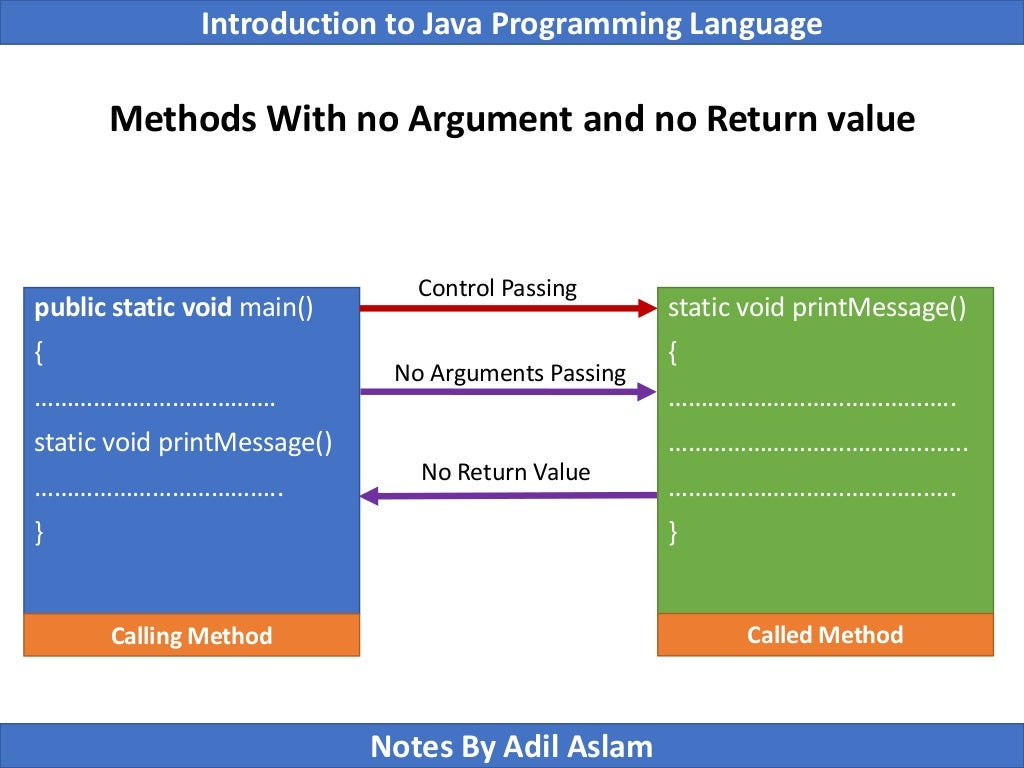 Introduction to Java Programming Language
Methods With no Argument and no Return value
public static void main()
{
……………………………….
static void printMessage()
………………………………..
}
Calling Method
Control Passing
No Arguments Passing
No Return Value
static void printMessage()
{
……………………………………..
……………………………………….
……………………………………..
}
Called Method
Notes By Adil Aslam